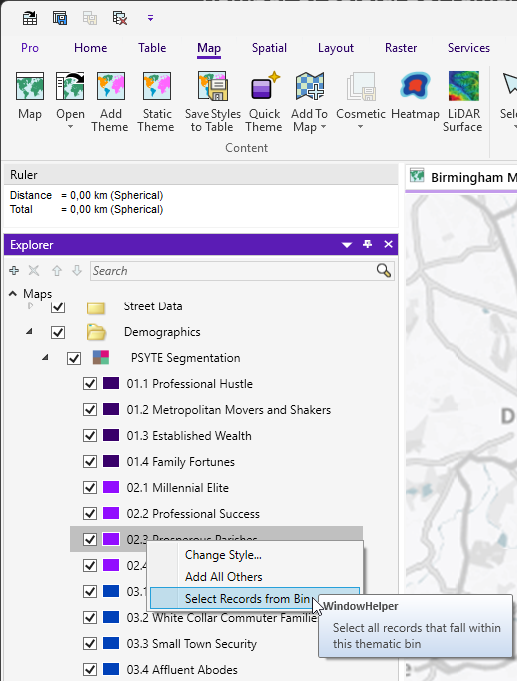 Pro Home Table Map Spatial Layout Raster Services
Map Open Add Theme Static Theme Save Styles to Table Quick Theme Add To Map Cosmetic Heatmap LiDAR Surface
Content
Ruler
Distance = 0,00 km (Spherical)
Total = 0,00 km (Spherical)
Birmingham M
Explorer
Search
Maps
Street Data
Demographics
PSYTE Segmentation
01.1 Professional Hustle
01.2 Metropolitan Movers and Shakers
01.3 Established Wealth
01.4 Family Fortunes
02.1 Millennial Elite
02.2 Professional Success
02.3 Prosperous Parishes
02.4
Change Style...
Add All Others
Select Records from Bin
03.1
03.2 White Collar Commuter Familie
03.3 Small Town Security
03.4 Affluent Abodes
WindowHelper
Select all records that fall within
this thematic bin
D